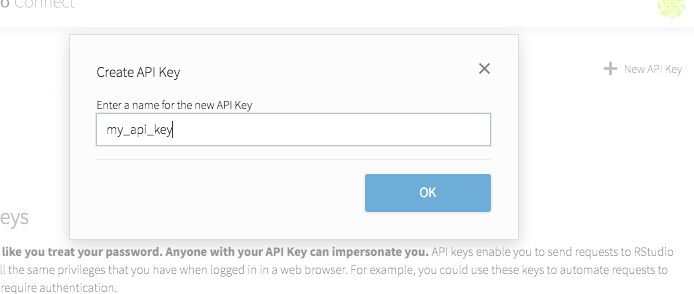 Connect
Create API Key
New API Key
Enter a name for the new API Key
my_api_key
OK
eys
like you treat your password. Anyone with your API Key can impersonate you. API keys enable you to send requests to RStudio
ll the same privileges that you have when logged in in a web browser. For example, you could use these keys to automate requests to
require authentication.